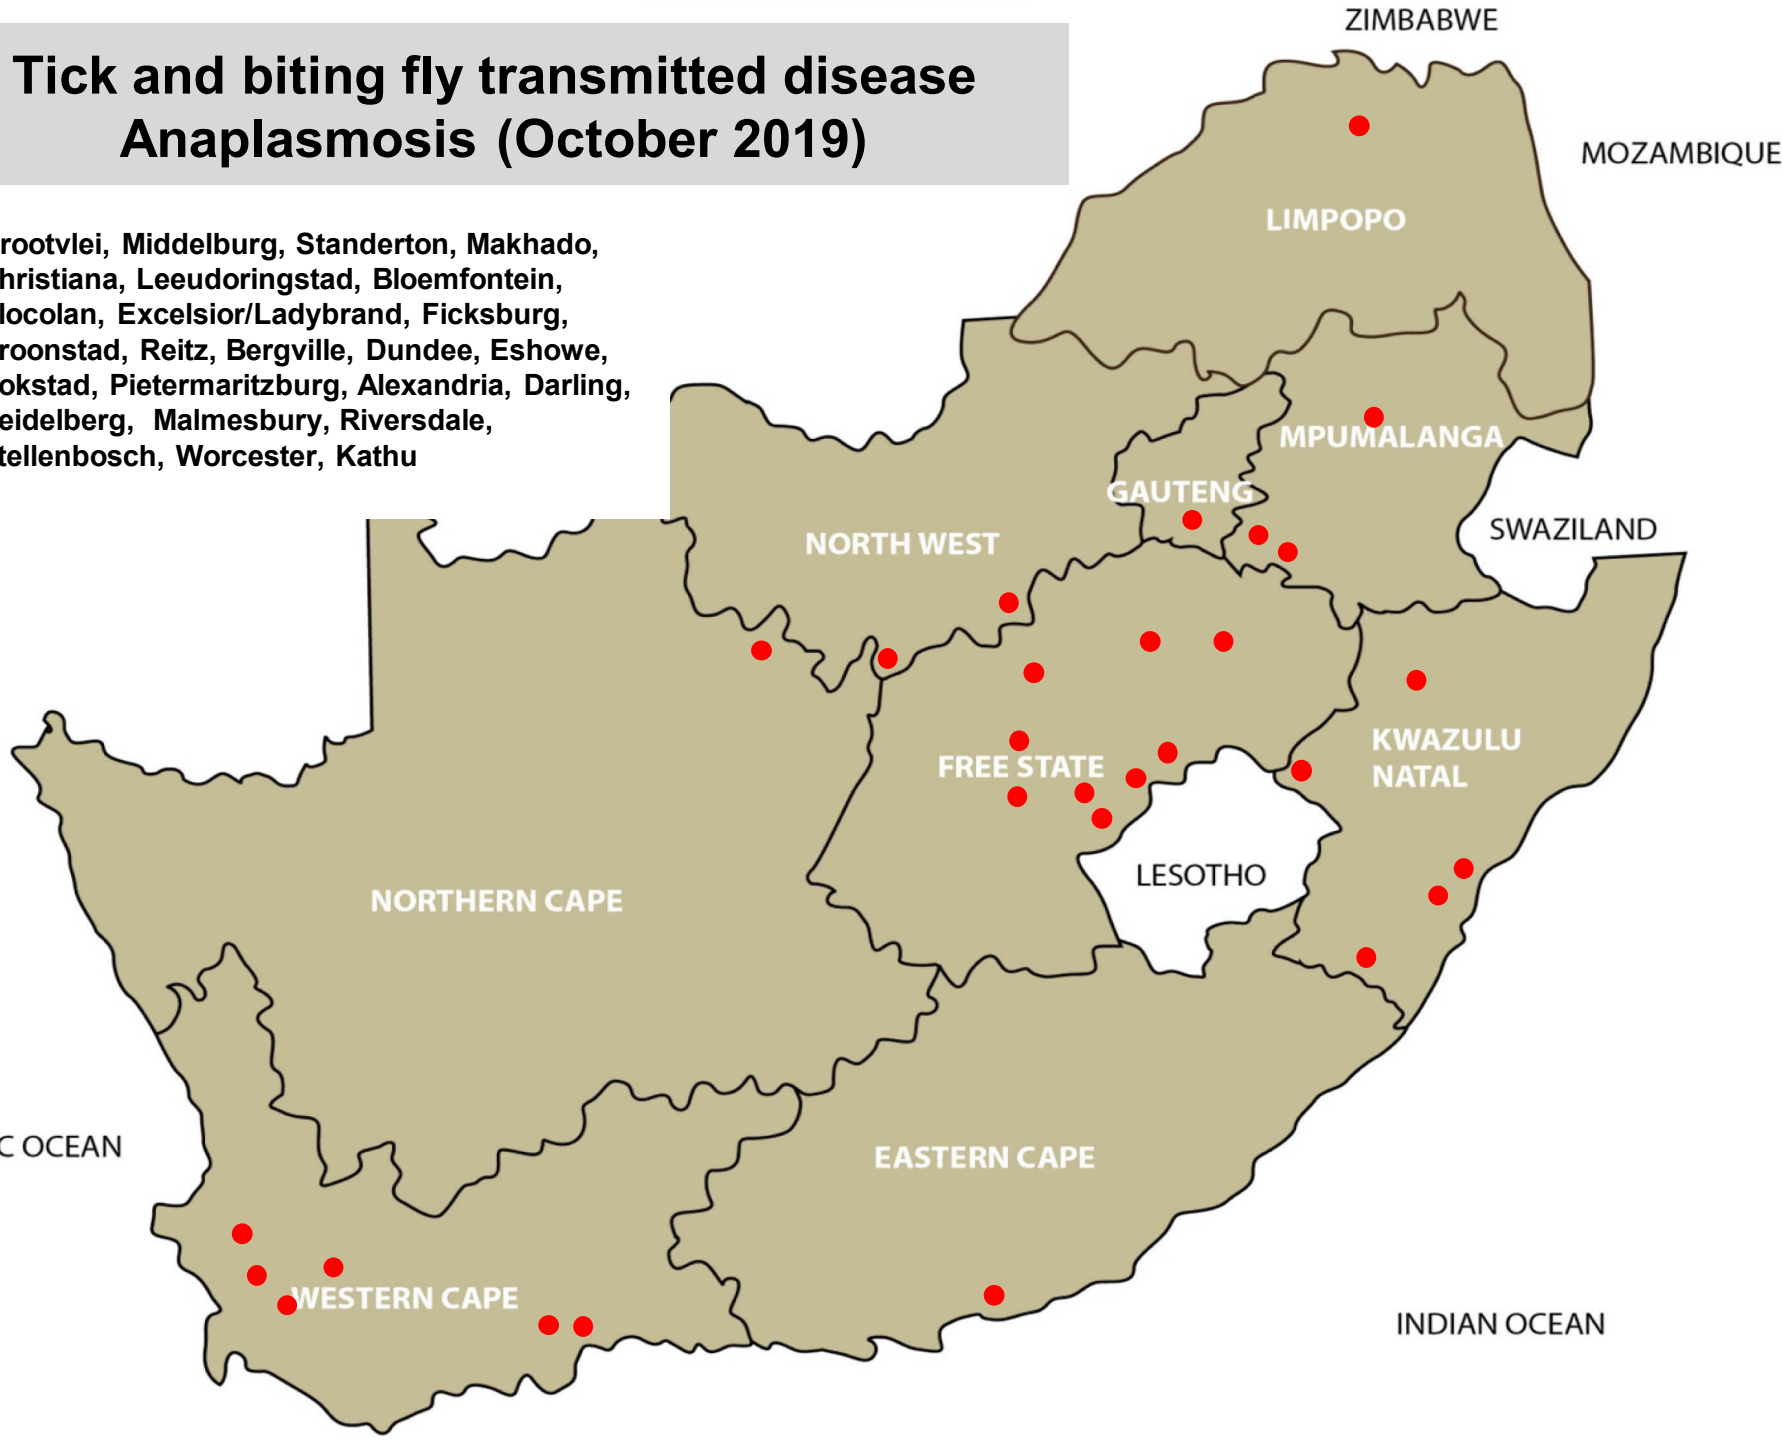 ZIMBABWE
Tick and biting fly transmitted disease
Anaplasmosis (October 2019)
MOZAMBIQUE
LIMPOPO
rootvlei, Middelburg, Standerton, Makhado,
hristiana, Leeudoringstad, Bloemfontein,
locolan, Excelsior/Ladybrand, Ficksburg,
roonstad, Reitz, Bergville, Dundee, Eshowe,
okstad, Pietermaritzburg, Alexandria, Darling,
eidelberg, Malmesbury, Riversdale,
tellenbosch, Worcester, Kathu
MPUMALANGA
GAUTENG
NORTH WEST
SWAZILAND
FREE STATE
KWAZULU
NATAL
LESOTHO
NORTHERN CAPE
C OCEAN
EASTERN CAPE
WESTERN CAPE
INDIAN OCEAN